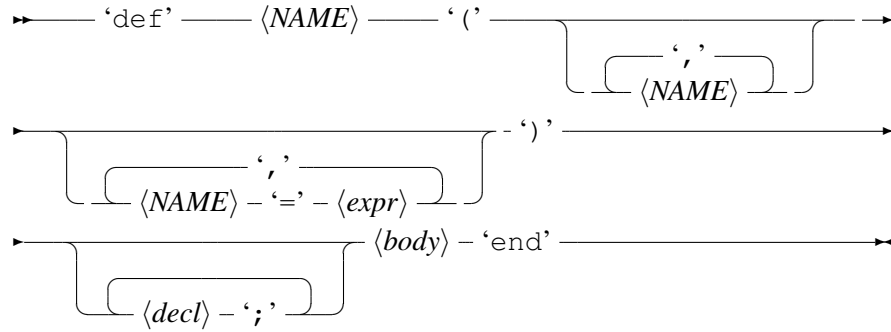 ‘def’ ⟨NAME⟩ ‘(’
‘,’
⟨NAME⟩
‘)’
‘,’
⟨NAME⟩ ‘=’ ⟨expr⟩
⟨body⟩ ‘end’
⟨decl⟩ ‘;’